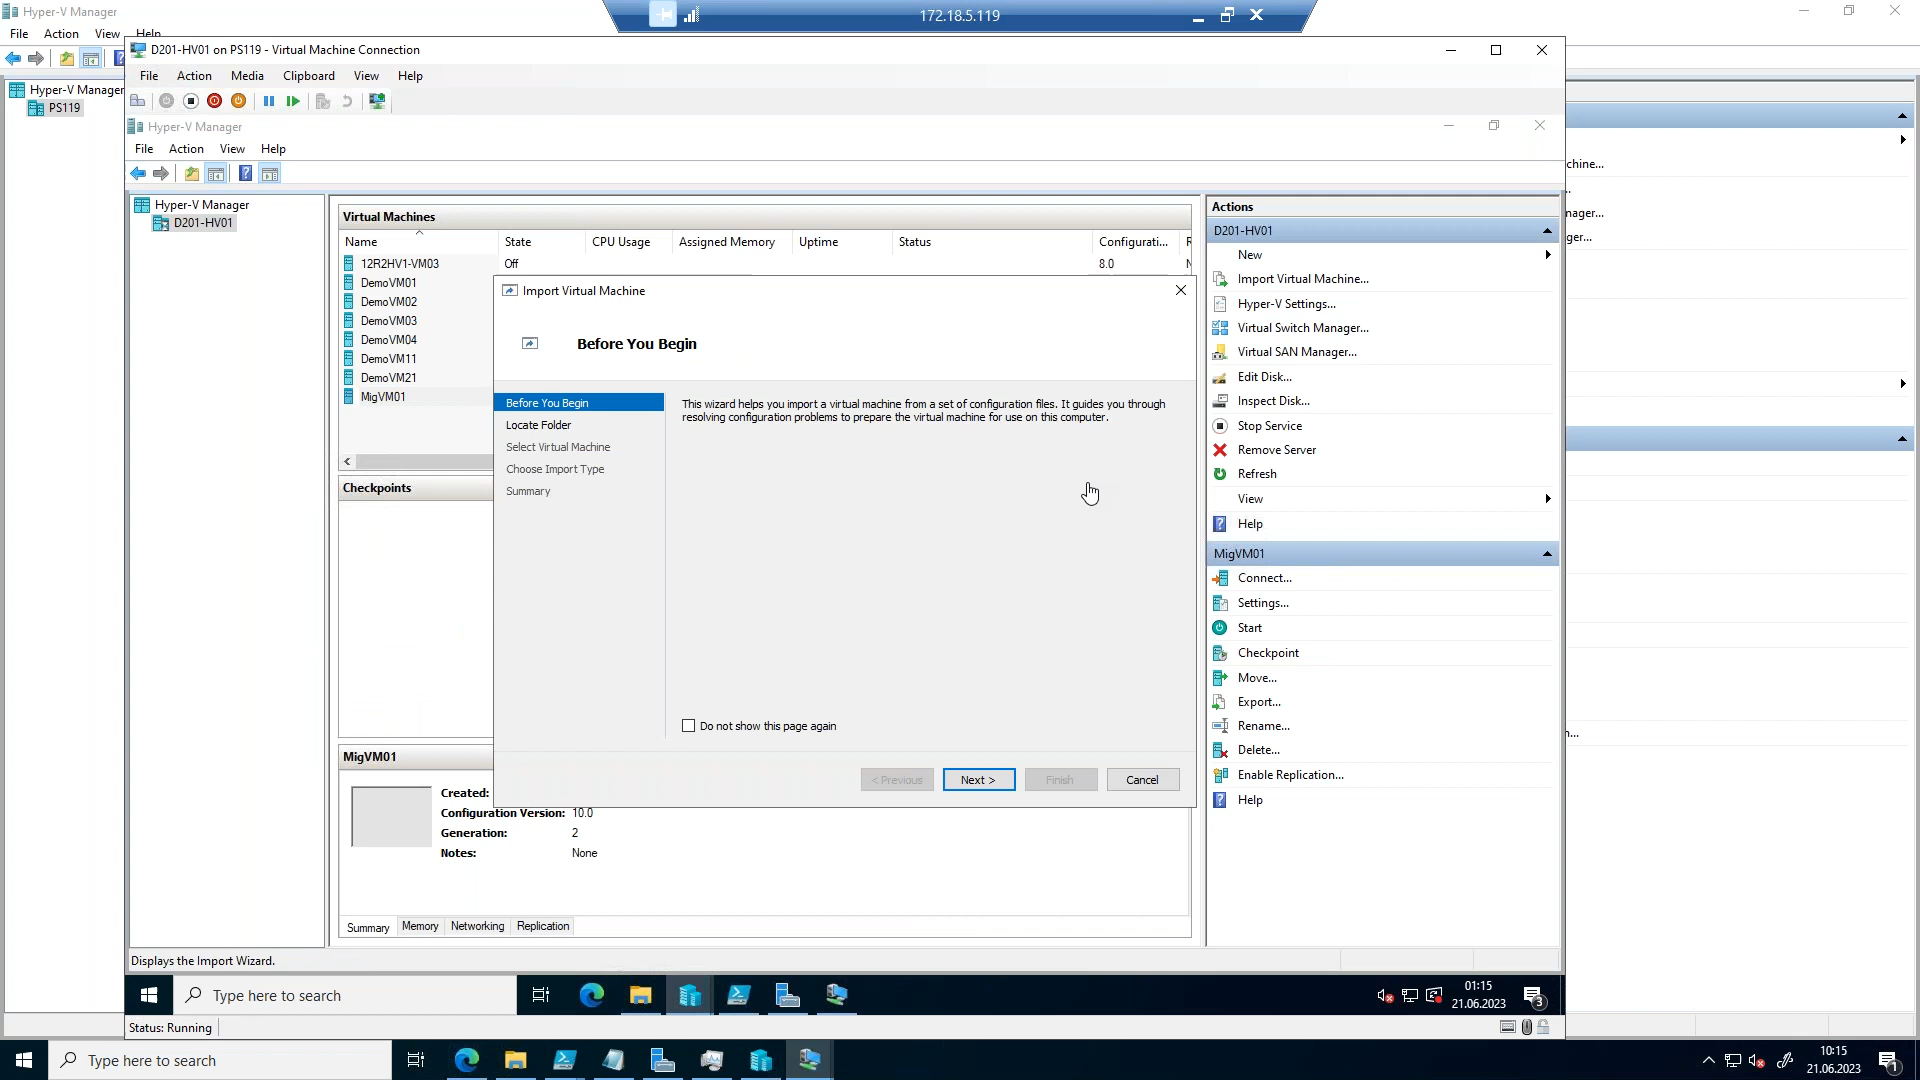 Hyper-V Manager
172.18.5.119
File Action View Help
D201-HV01 on PS119 - Virtual Machine Connection
File Action Media Clipboard View Help
Hyper-V Manager
PS119
Hyper-V Manager
File Action View Help
Hyper-V Manager
D201-HV01
Virtual Machines
Name State CPU Usage Assigned Memory Uptime Status Configurati...
12R2HV1-VM03 Off 8.0
DemoVM01
DemoVM02
DemoVM03
DemoVM04
DemoVM11
DemoVM21
MigVM01
Checkpoints
MigVM01
Created:
Configuration Version: 10.0
Generation: 2
Notes: None
Summary Memory Networking Replication
Import Virtual Machine
Before You Begin
Before You Begin
Locate Folder
Select Virtual Machine
Choose Import Type
Summary
This wizard helps you import a virtual machine from a set of configuration files. It guides you through
resolving configuration problems to prepare the virtual machine for use on this computer.
Do not show this page again
< Previous Next > Finish Cancel
Actions
D201-HV01
New
Import Virtual Machine...
Hyper-V Settings...
Virtual Switch Manager...
Virtual SAN Manager...
Edit Disk...
Inspect Disk...
Stop Service
Remove Server
Refresh
View
Help
MigVM01
Connect...
Settings...
Start
Checkpoint
Move...
Export...
Rename...
Delete...
Enable Replication...
Help
chine...
nager...
ger...
Displays the Import Wizard.
Type here to search
01:15
21.06.2023
3
Status: Running
Type here to search
10:15
21.06.2023
1